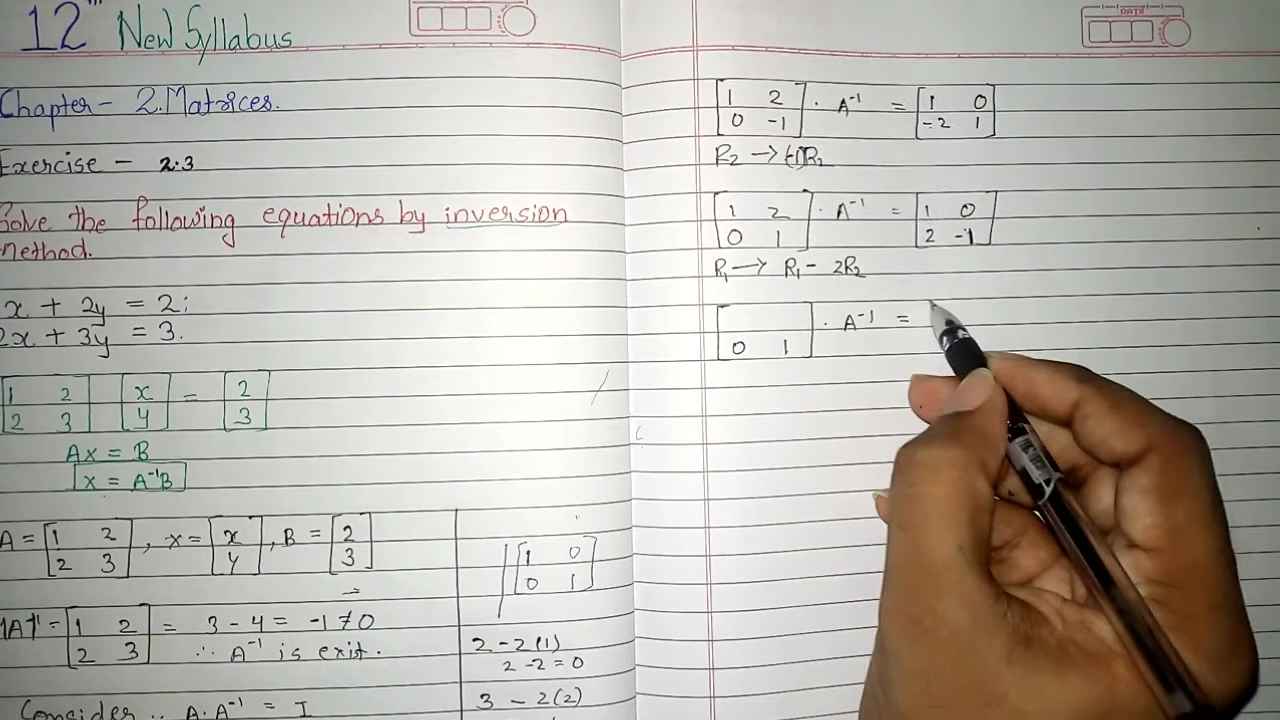 12th New Syllabus
Chapter - 2. Matrices.
Exercise - 2.3
Solve the following equations by inversion
method.
x + 2y = 2;
2x + 3y = 3.
[1 2 [x = [2
2 3] y] 3]
AX = B
X = A⁻¹B
A = [1 2 , X = [x , B = [2
2 3] y] 3]
|A| = [1 2 = 3 - 4 = -1 ≠ 0
2 3] ∴ A⁻¹ is exit.
Consider .. A. A⁻¹ = I
[1 0
0 1]
2 - 2(1)
2 - 2 = 0
3 - 2(2)
DATE
[1 2 . A⁻¹ = [1 0
0 -1] -2 1]
R2 → (-1)R2
[1 2 . A⁻¹ = [1 0
0 1] 2 -1]
R1 → R1 - 2R2
[ ] . A⁻¹ =
0 1